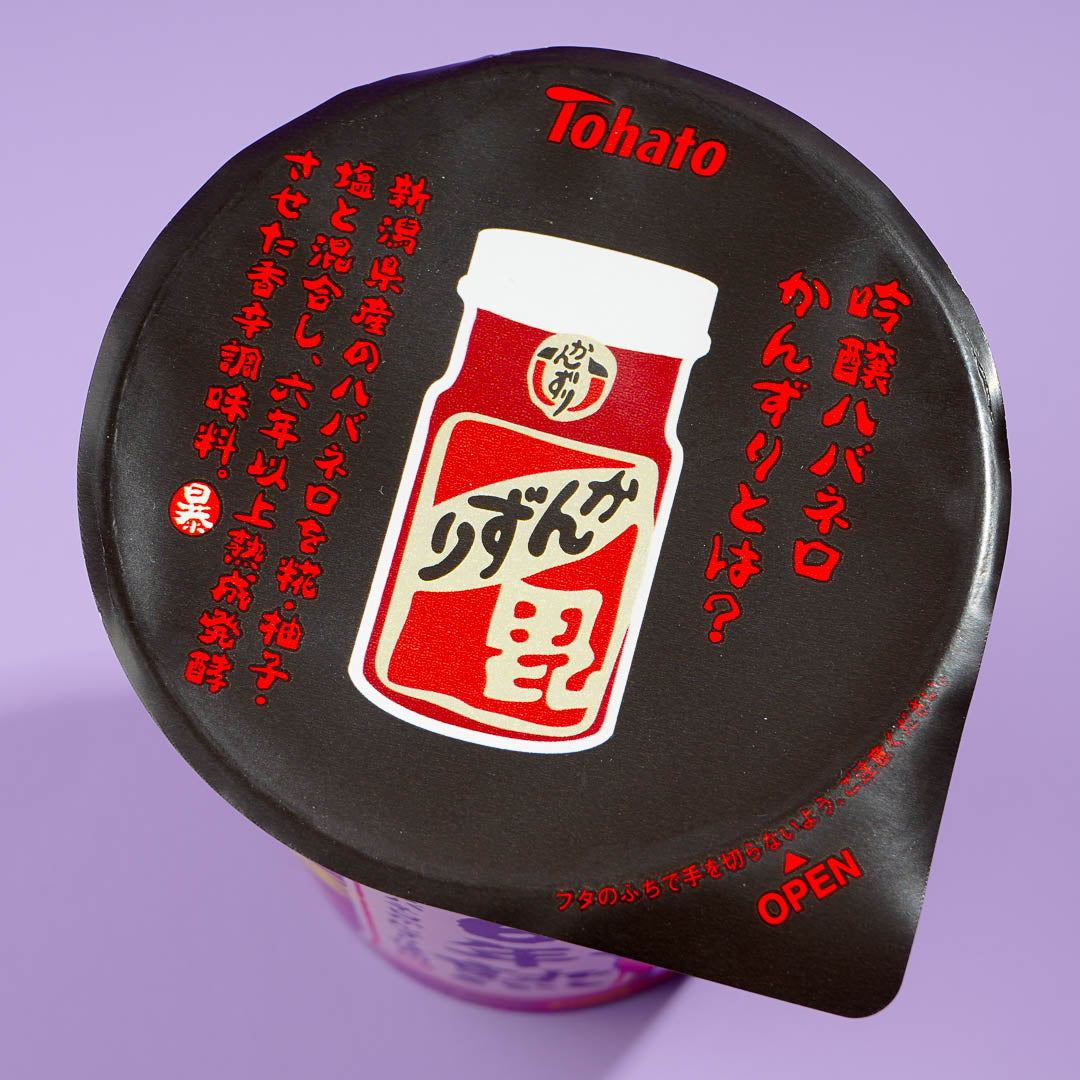 Tohato
吟醸ハバネロ
かんずりとは？
かんずり
かんずり
毘
新潟県産のハバネロを糀・柚子・
塩と混合し、六年以上熱成発酵
させた香辛調味料。
暴
フタのふちで手を切らないよう、ご注意ください。
OPEN